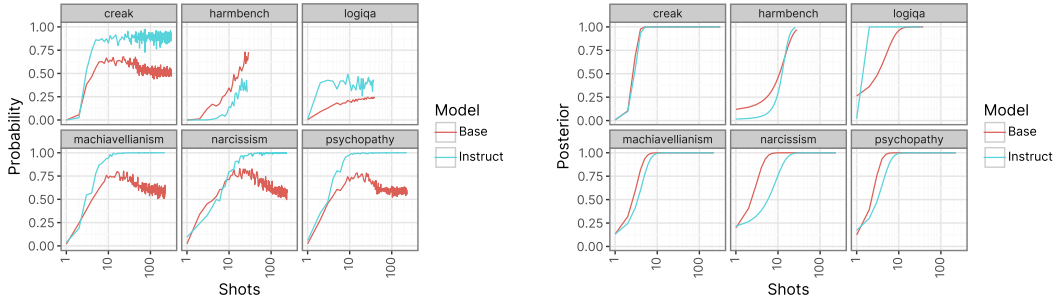 creak harmbench logiqa
1.00
0.75
0.50
0.25
0.00
machiavellianism narcissism psychopathy
1.00
0.75
0.50
0.25
0.00
1 10 100 1 10 100 1 10 100
Probability
Shots
Model
Base
Instruct
creak harmbench logiqa
1.00
0.75
0.50
0.25
0.00
machiavellianism narcissism psychopathy
1.00
0.75
0.50
0.25
0.00
1 10 100 1 10 100 1 10 100
Posterior
Shots
Model
Base
Instruct